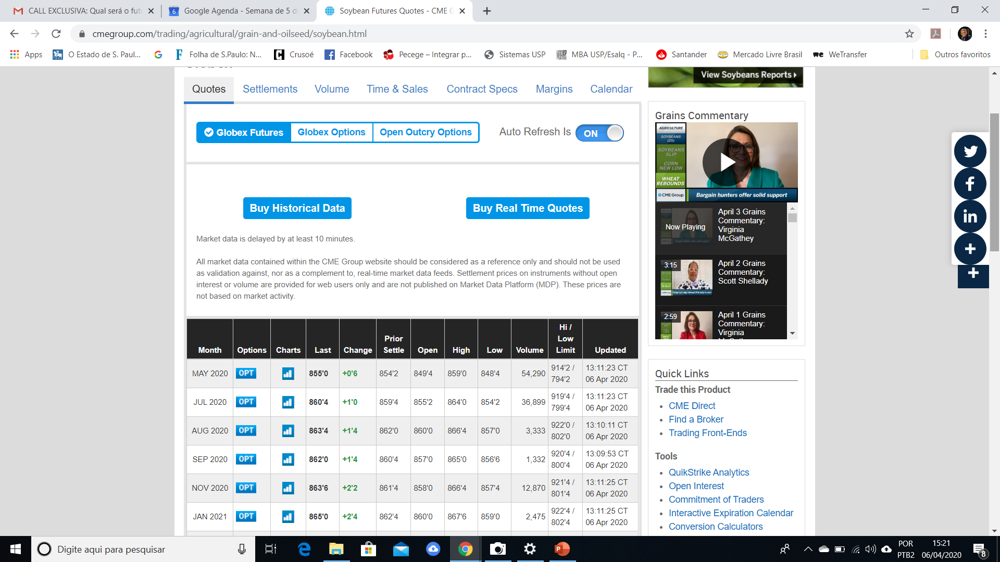 CALL EXCLUSIVA: Qual será o fut
Google Agenda - Semana de 5 d
Soybean Futures Quotes - CME G
cmegroup.com/trading/agricultural/grain-and-oilseed/soybean.html
Apps
O Estado de S. Paul...
Folha de S.Paulo: N...
Crusoé
Facebook
Pecege – Integrar p...
Sistemas USP
MBA USP/Esalq - P...
Santander
Mercado Livre Brasil
WeTransfer
Outros favoritos
Quotes
Settlements
Volume
Time & Sales
Contract Specs
Margins
Calendar
Globex Futures
Globex Options
Open Outcry Options
Auto Refresh Is
ON
Buy Historical Data
Buy Real Time Quotes
Market data is delayed by at least 10 minutes.
All market data contained within the CME Group website should be considered as a reference only and should not be used
as validation against, nor as a complement to, real-time market data feeds. Settlement prices on instruments without open
interest or volume are provided for web users only and are not published on Market Data Platform (MDP). These prices are
not based on market activity.
Month Options Charts Last Change Prior Settle Open High Low Volume Hi / Low Limit Updated
MAY 2020 OPT 855'0 +0'6 854'2 849'4 859'0 848'4 54,290 914'2 / 794'2 13:11:23 CT 06 Apr 2020
JUL 2020 OPT 860'4 +1'0 859'4 855'2 864'0 854'2 36,899 919'4 / 799'4 13:11:23 CT 06 Apr 2020
AUG 2020 OPT 863'4 +1'4 862'0 860'0 866'4 857'0 3,333 922'0 / 802'0 13:10:11 CT 06 Apr 2020
SEP 2020 OPT 862'0 +1'4 860'4 857'0 865'0 856'6 1,332 920'4 / 800'4 13:09:53 CT 06 Apr 2020
NOV 2020 OPT 863'6 +2'2 861'4 858'0 866'4 857'4 12,870 921'4 / 801'4 13:11:25 CT 06 Apr 2020
JAN 2021 OPT 865'0 +2'4 862'4 860'0 867'6 859'0 2,475 922'4 / 802'4 13:11:25 CT 06 Apr 2020
View Soybeans Reports
Grains Commentary
AGRICULTURE
SOYBEANS
(ZS)
SOYBEANS
SLIP
CORN
NEW LOW
WHEAT
REBOUNDS
CME Group
Bargain hunters offer solid support
Now Playing
April 3 Grains
Commentary:
Virginia
McGathey
3:15
April 2 Grains
Commentary:
Scott Shellady
2:59
April 1 Grains
Commentary:
Virginia
Quick Links
Trade this Product
CME Direct
Find a Broker
Trading Front-Ends
Tools
QuikStrike Analytics
Open Interest
Commitment of Traders
Interactive Expiration Calendar
Conversion Calculators
Digite aqui para pesquisar
POR
PTB2
15:21
06/04/2020
8